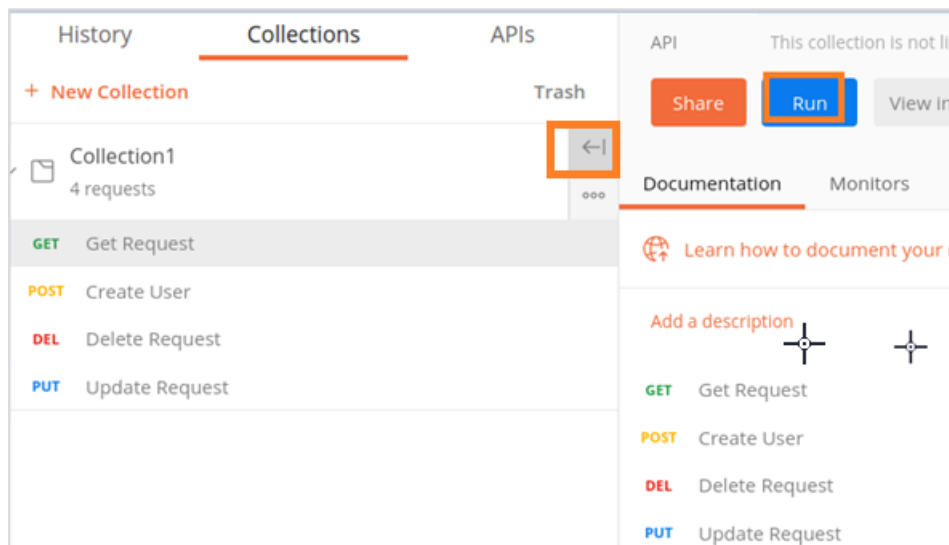 History Collections APIs
+ New Collection Trash
Collection1
4 requests
GET Get Request
POST Create User
DEL Delete Request
PUT Update Request
API This collection is not li
Share Run View in
Documentation Monitors
Learn how to document your
Add a description
GET Get Request
POST Create User
DEL Delete Request
PUT Update Request